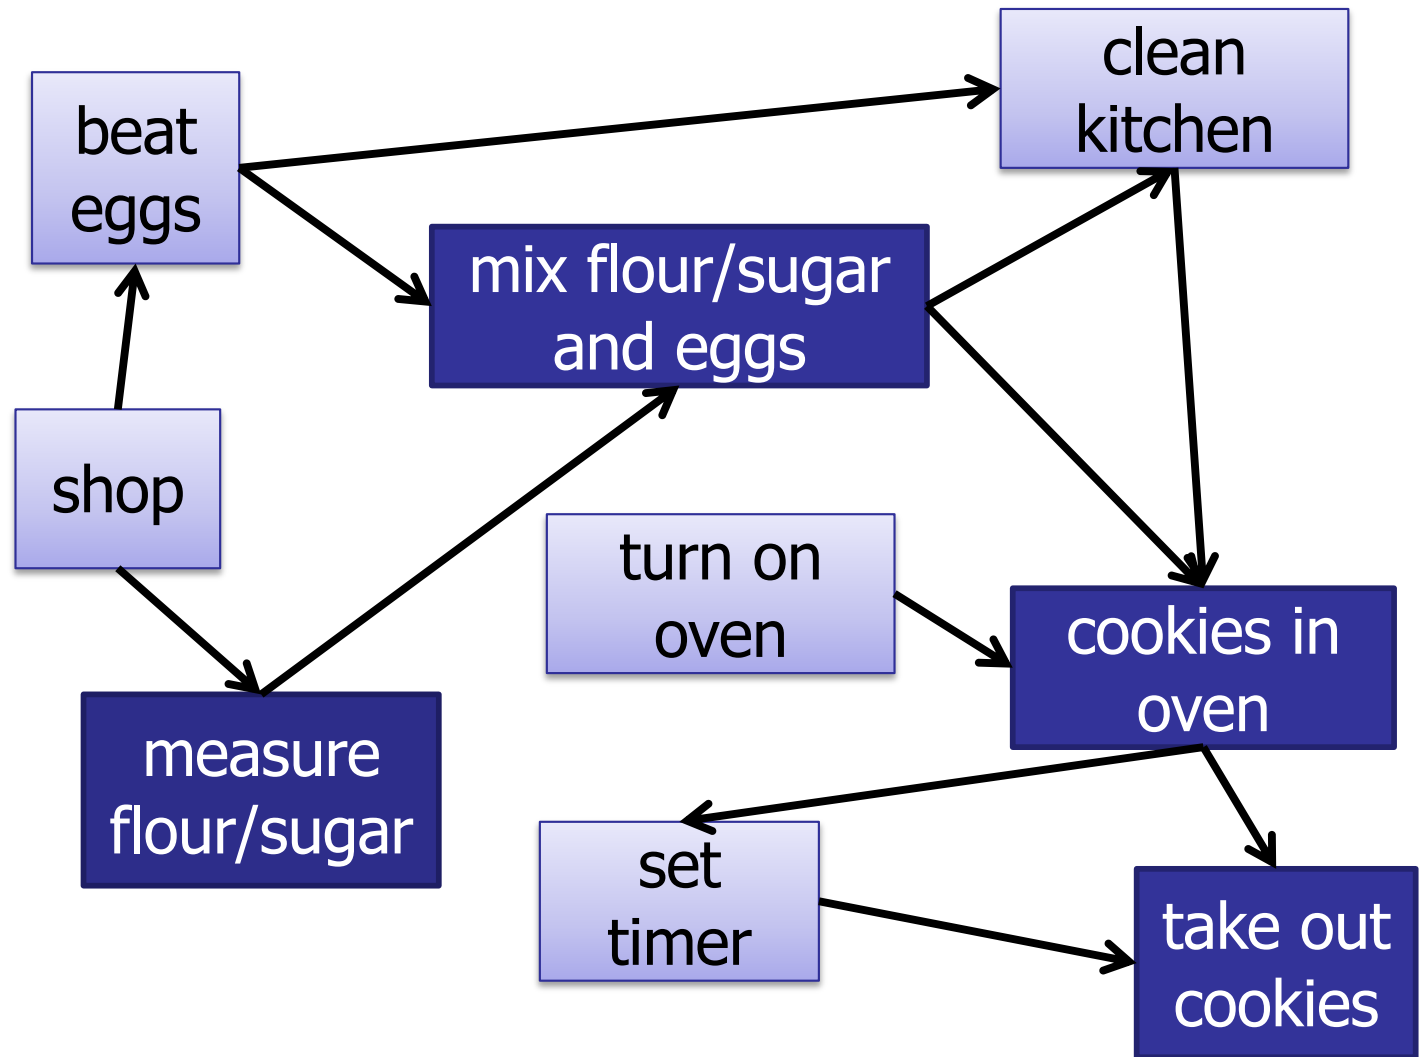 beat
eggs
clean
kitchen
mix flour/sugar
and eggs
shop
turn on
oven
cookies in
oven
measure
flour/sugar
set
timer
take out
cookies